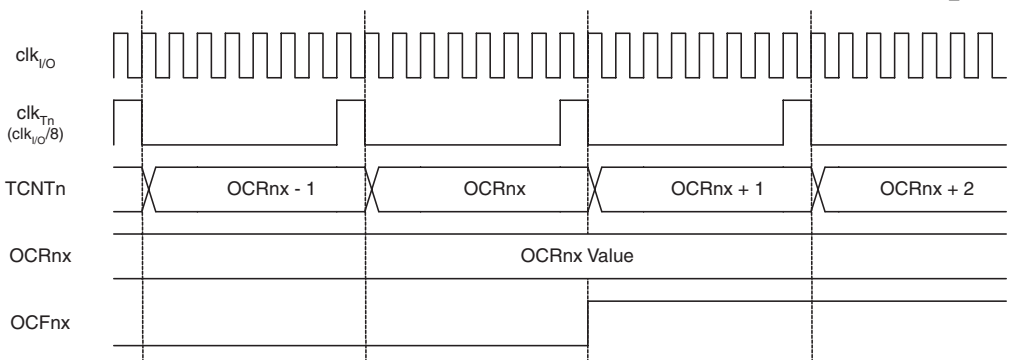 clkI/O
clkTn
(clkI/O/8)
TCNTn
OCRnx - 1
OCRnx
OCRnx + 1
OCRnx + 2
OCRnx
OCRnx Value
OCFnx